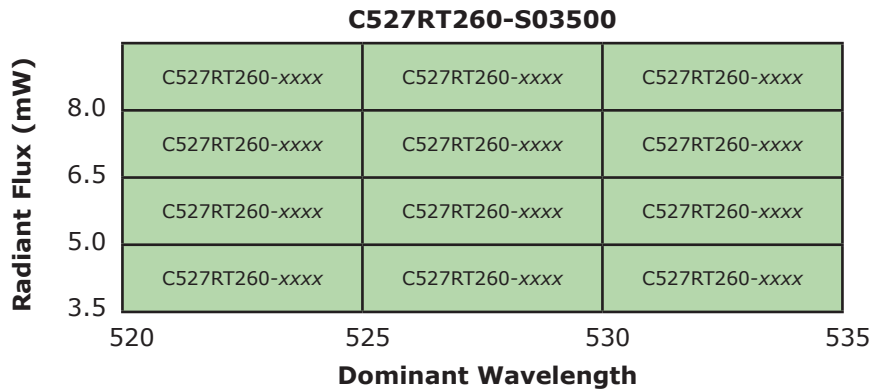 C527RT260-S03500
Radiant Flux (mW)
C527RT260-xxxx C527RT260-xxxx C527RT260-xxxx
8.0
C527RT260-xxxx C527RT260-xxxx C527RT260-xxxx
6.5
C527RT260-xxxx C527RT260-xxxx C527RT260-xxxx
5.0
C527RT260-xxxx C527RT260-xxxx C527RT260-xxxx
3.5
520 525 530 535
Dominant Wavelength